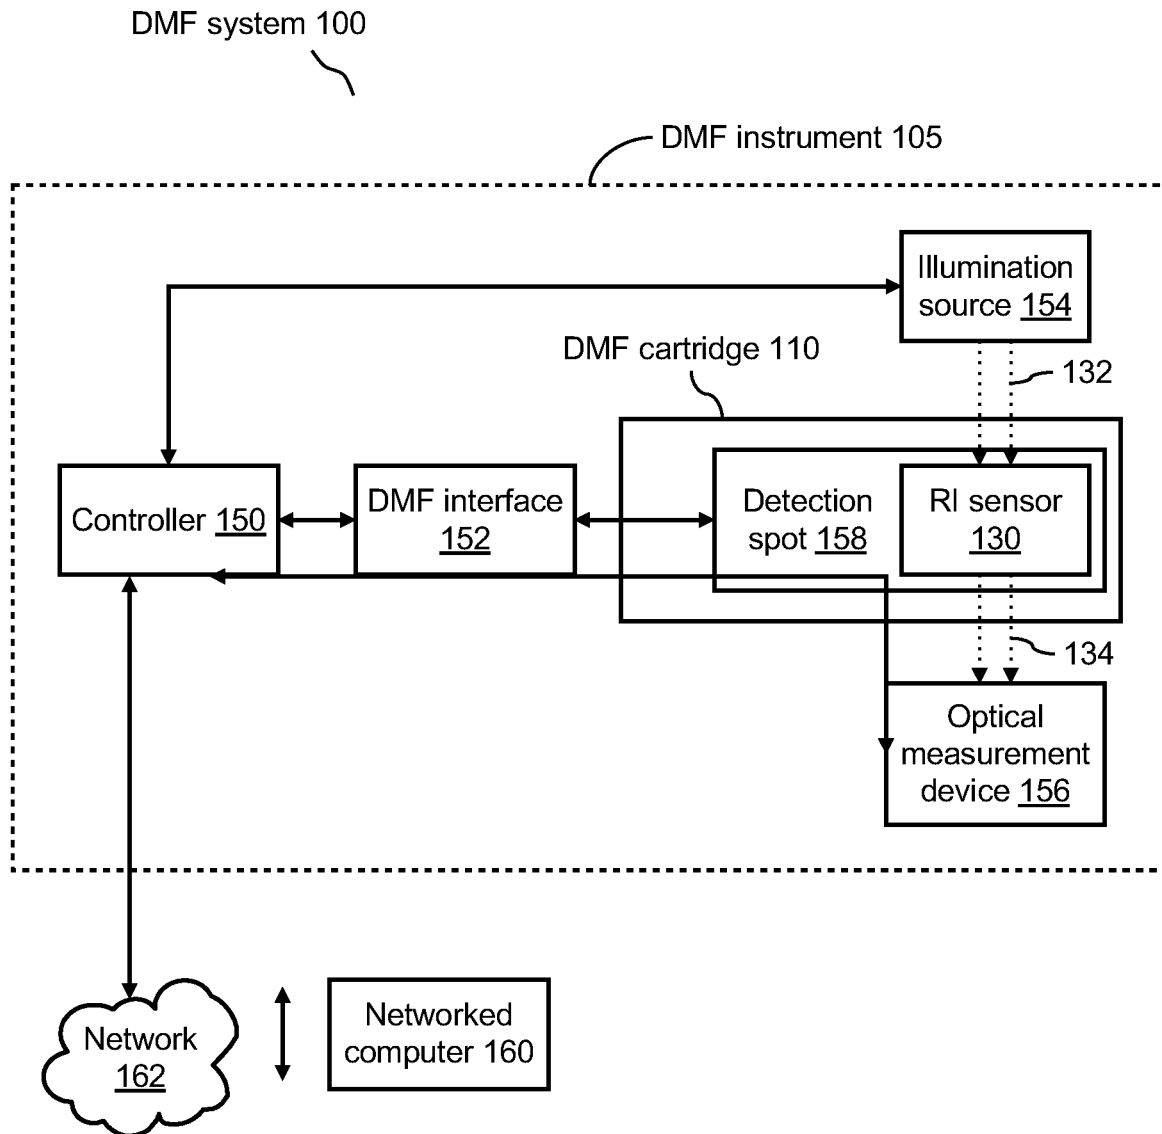 DMF system 100
DMF instrument 105
Illumination
source 154
DMF cartridge 110
132
Controller 150
DMF interface
152
Detection
spot 158
RI sensor
130
134
Optical
measurement
device 156
Network
162
Networked
computer 160